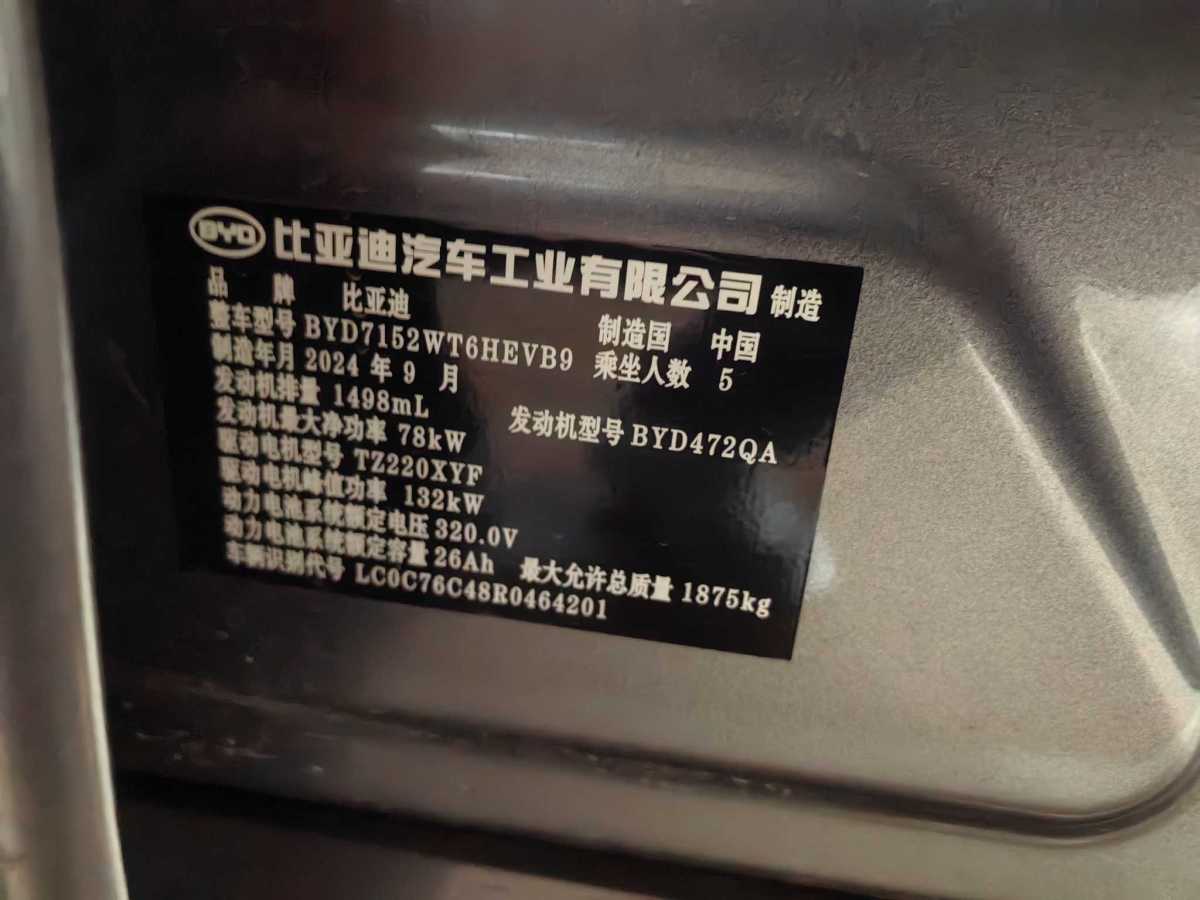 BYD 比亚迪汽车工业有限公司 制造
品 牌 比亚迪 制造国 中国
整车型号 BYD7152WT6HEVB9 乘坐人数 5
制造年月 2024 年 9 月
发动机排量 1498mL 发动机型号 BYD472QA
发动机最大净功率 78kW
驱动电机型号 TZ220XYF
驱动电机峰值功率 132kW
动力电池系统额定电压 320.0V
动力电池系统额定容量 26Ah 最大允许总质量 1875kg
车辆识别代号 LC0C76C48R0464201